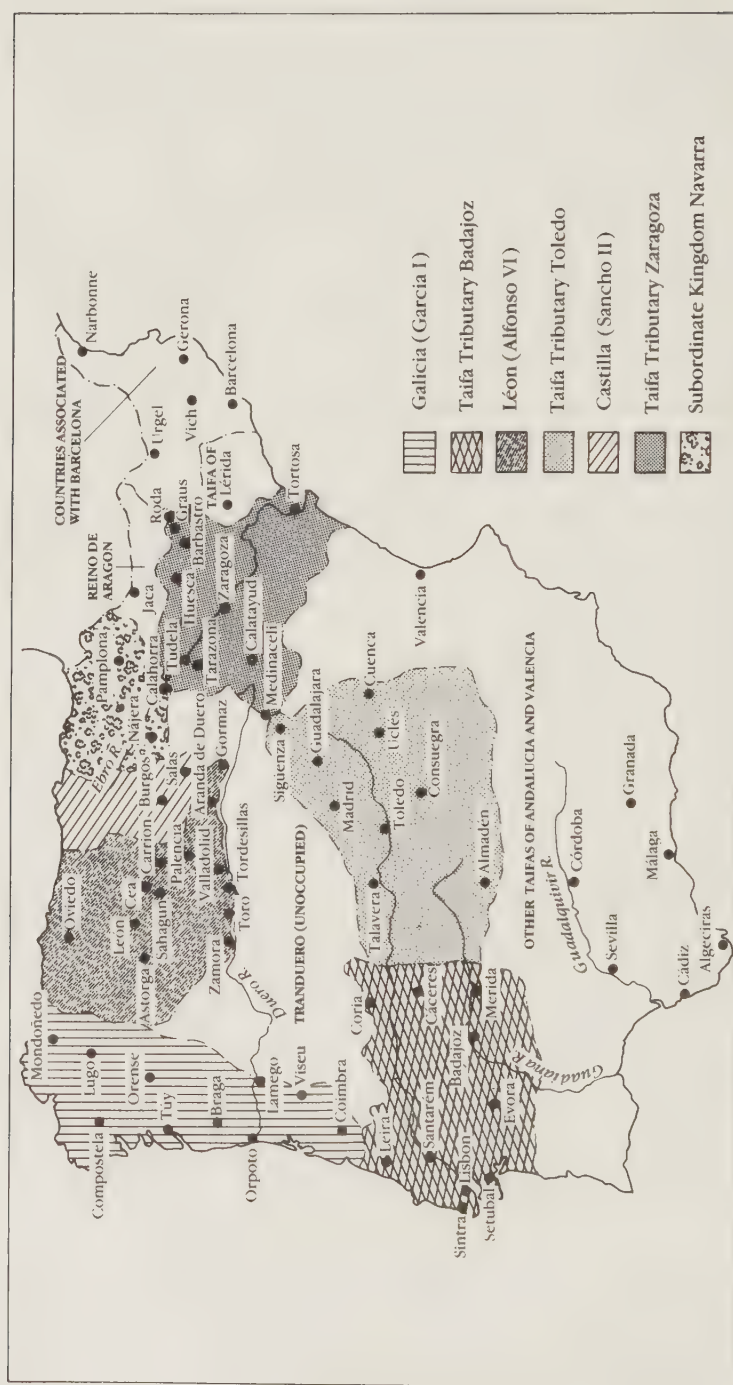 Narbonne
Gerona
Barcelona
Vich
Urgel
COUNTRIES ASSOCIATED
WITH BARCELONA
TAIFA OF
Lérida
Tortosa
Roda
Graus
Barbastro
REINO DE
ARAGON
Jaca
Huesca
Zaragoza
Tudela
Tarazona
Calatayud
Medinaceli
Pamplona
Nájera
Calahorra
Ebro R.
Burgos
Salas
Aranda de Duero
Gormaz
Sigüenza
Guadalajara
Cuenca
Uclés
Valencia
Madrid
Toledo
Consuegra
Talavera
Almaden
Oviedo
Leon
Cea
Carrion
Astorga
Sahagun
Palencia
Valladolid
Tordesillas
Toro
Zamora
Duero R
TRANDUERO (UNOCCUPIED)
Mondoñedo
Lugo
Orense
Compostela
Tuy
Braga
Orpoto
Lamego
Viseu
Coimbra
Leira
Santarém
Sintra
Lisbon
Setubal
Evora
Coria
Cáceres
Badajoz
Merida
Guadiana R
OTHER TAIFAS OF ANDALUCIA AND VALENCIA
Guadalquivir R.
Córdoba
Sevilla
Granada
Málaga
Cádiz
Algeciras
Galicia (Garcia I)
Taifa Tributary Badajoz
Léon (Alfonso VI)
Taifa Tributary Toledo
Castilla (Sancho II)
Taifa Tributary Zaragoza
Subordinate Kingdom Navarra